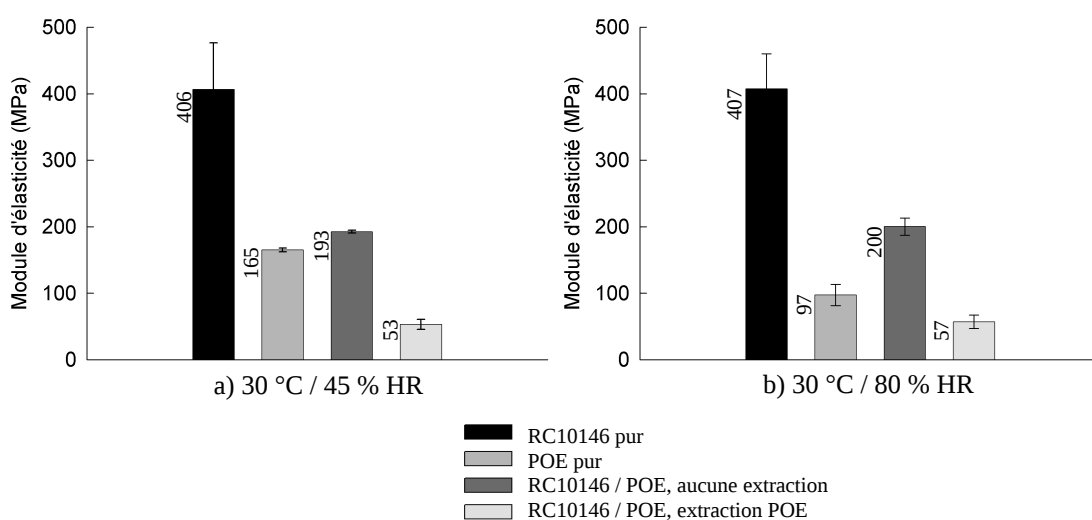 500
400
300
200
100
0
Module d'élasticité (MPa)
406
165
193
53
a) 30 °C / 45 % HR
500
400
300
200
100
0
Module d'élasticité (MPa)
407
97
200
57
b) 30 °C / 80 % HR
RC10146 pur
POE pur
RC10146 / POE, aucune extraction
RC10146 / POE, extraction POE